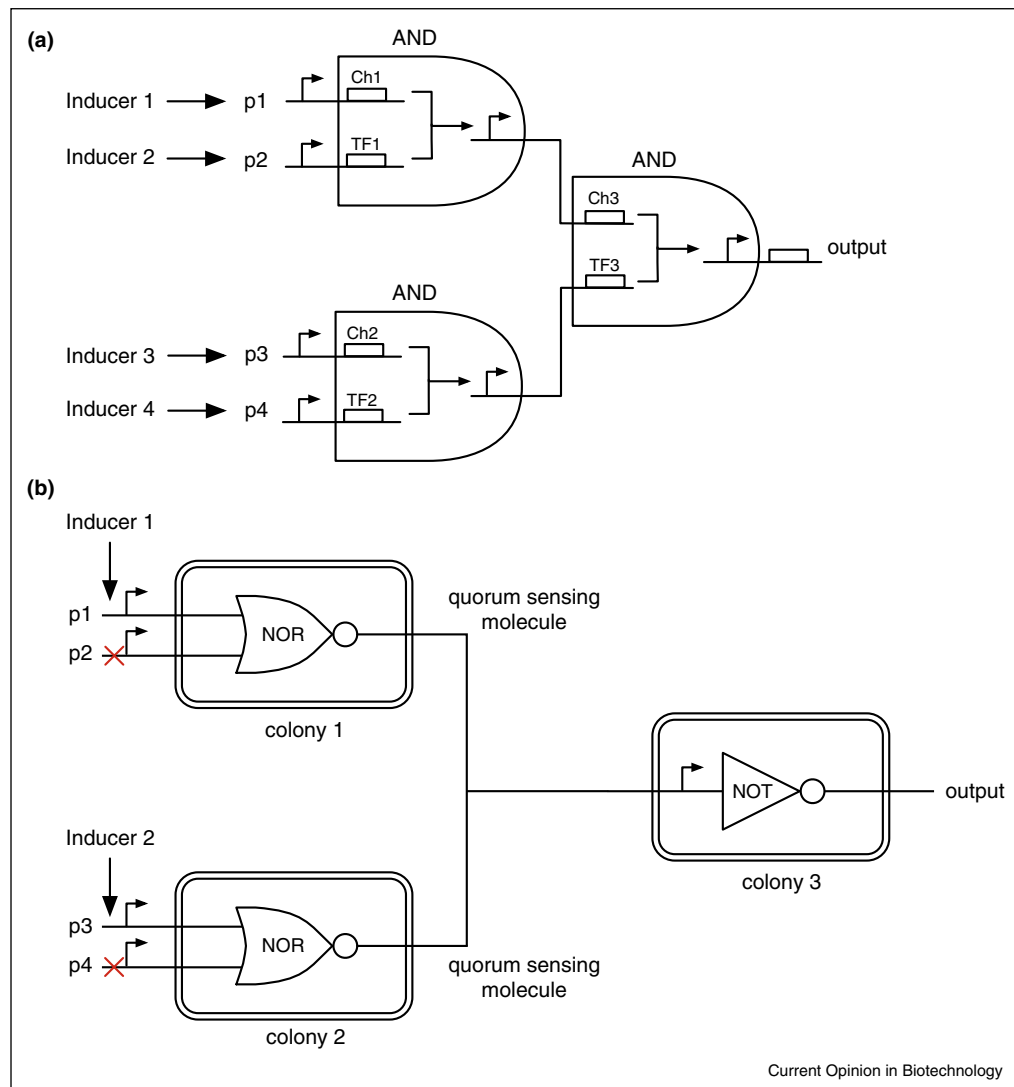 (a)
AND
Inducer 1
p1
Ch1
Inducer 2
p2
TF1
AND
Ch3
TF3
output
AND
Inducer 3
p3
Ch2
Inducer 4
p4
TF2
(b)
Inducer 1
p1
p2
NOR
quorum sensing
molecule
colony 1
NOT
output
colony 3
Inducer 2
p3
p4
NOR
quorum sensing
molecule
colony 2
Current Opinion in Biotechnology